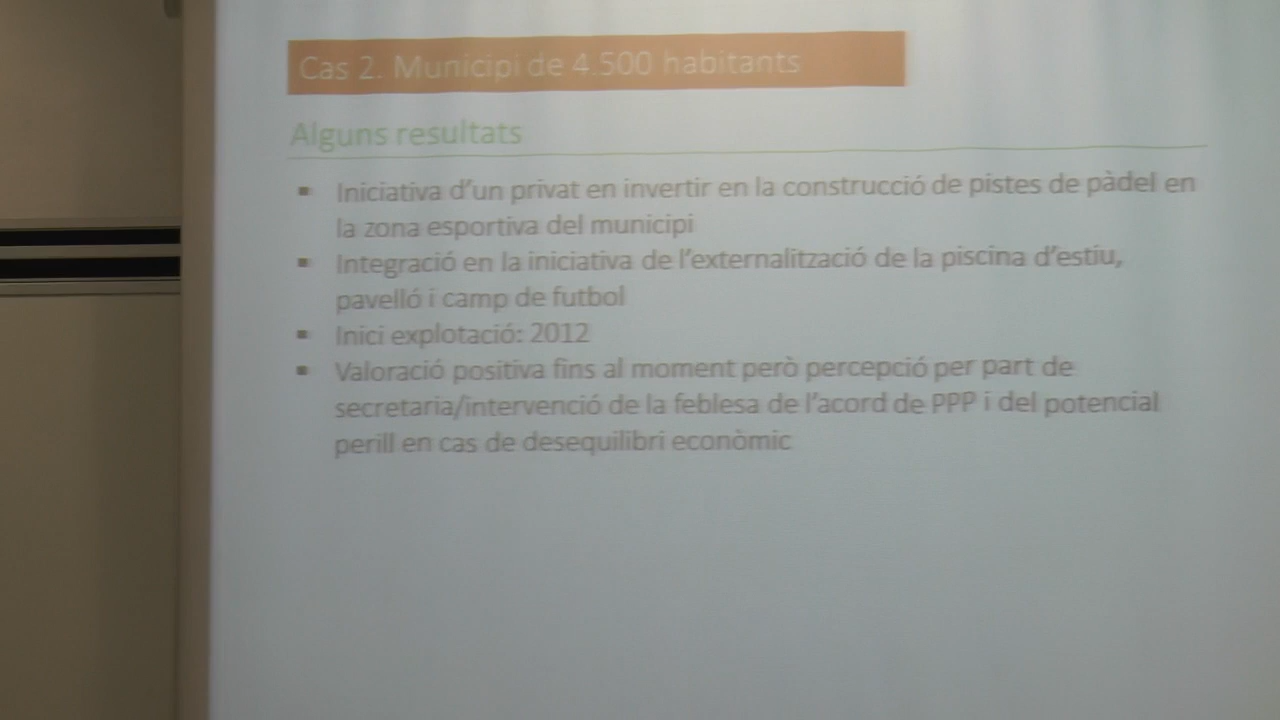 Cas 2. Municipi de 4.500 habitants
Alguns resultats
▪ Iniciativa d'un privat en invertir en la construcció de pistes de pàdel en
la zona esportiva del municipi
▪ Integració en la iniciativa de l'externalització de la piscina d'estiu,
pavelló i camp de futbol
▪ Inici explotació: 2012
▪ Valoració positiva fins al moment però percepció per part de
secretaria/intervenció de la feblesa de l'acord de PPP i del potencial
perill en cas de desequilibri econòmic